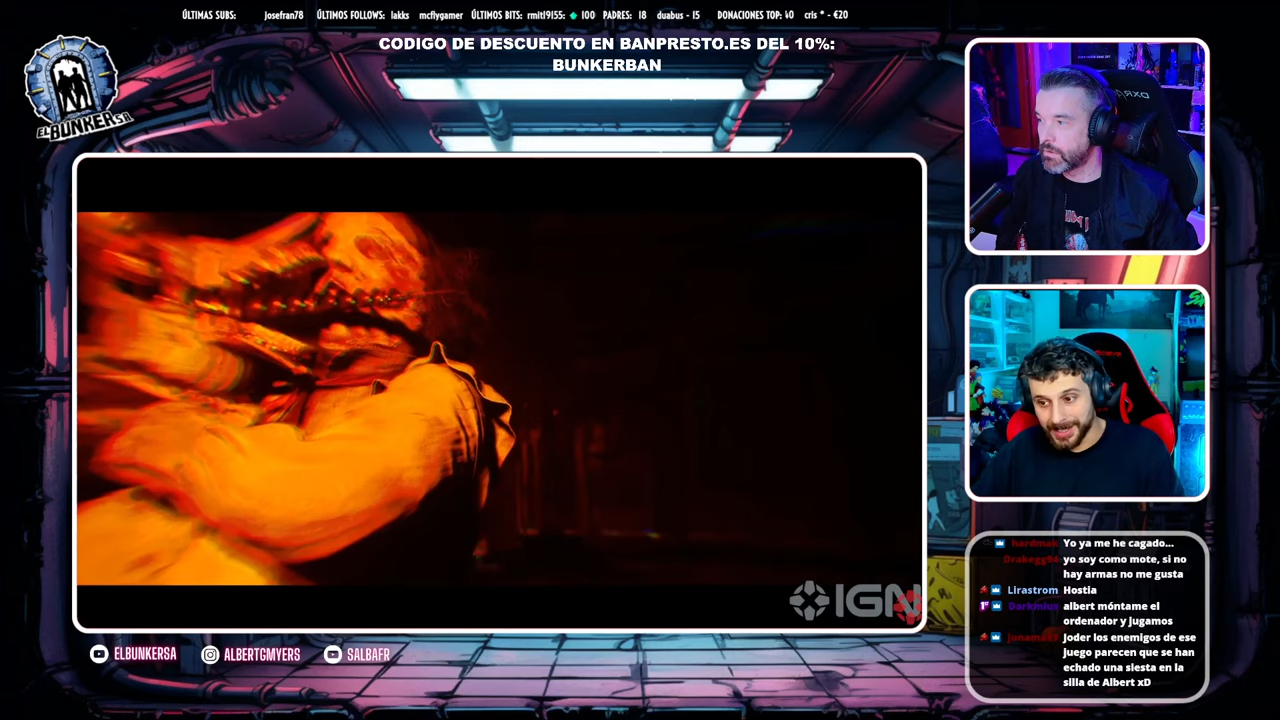 ÚLTIMAS SUBS: josefran78 ÚLTIMOS FOLLOWS: lakks mcflygamer ÚLTIMOS BITS: rmit19155: 100 PADRES: 18 duabus - 15 DONACIONES TOP: 40 cris * - €20
CODIGO DE DESCUENTO EN BANPRESTO.ES DEL 10%:
BUNKERBAN
EL BUNKER S.A
IGN
ELBUNKERSA ALBERTGMYERS SALBAFR
hardmak Yo ya me he cagado...
Drakegg94 yo soy como mote, si no
hay armas no me gusta
Lirastrom Hostia
Darkmius albert móntame el
ordenador y jugamos
Joder los enemigos de ese
juego parecen que se han
echado una siesta en la
silla de Albert xD